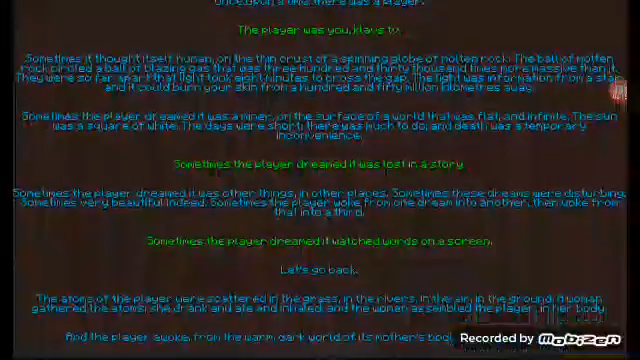 Once upon a time, there was a player.
The player was you, klavs tv.
Sometimes it thought itself human, on the thin crust of a spinning globe of molten rock. The ball of molten
rock circled a ball of blazing gas that was three hundred and thirty thousand times more massive than it.
They were so far apart that light took eight minutes to cross the gap. The light was information from a star,
and it could burn your skin from a hundred and fifty million kilometres away.
Sometimes the player dreamed it was a miner, on the surface of a world that was flat, and infinite. The sun
was a square of white. The days were short; there was much to do; and death was a temporary
inconvenience.
Sometimes the player dreamed it was lost in a story.
Sometimes the player dreamed it was other things, in other places. Sometimes these dreams were disturbing.
Sometimes very beautiful indeed. Sometimes the player woke from one dream into another, then woke from
that into a third.
Sometimes the player dreamed it watched words on a screen.
Let's go back.
The atoms of the player were scattered in the grass, in the rivers, in the air, in the ground. A woman
gathered the atoms; she drank and ate and inhaled; and the woman assembled the player, in her body.
And the player awoke, from the warm, dark world of its mother's body
Recorded by Mobizen